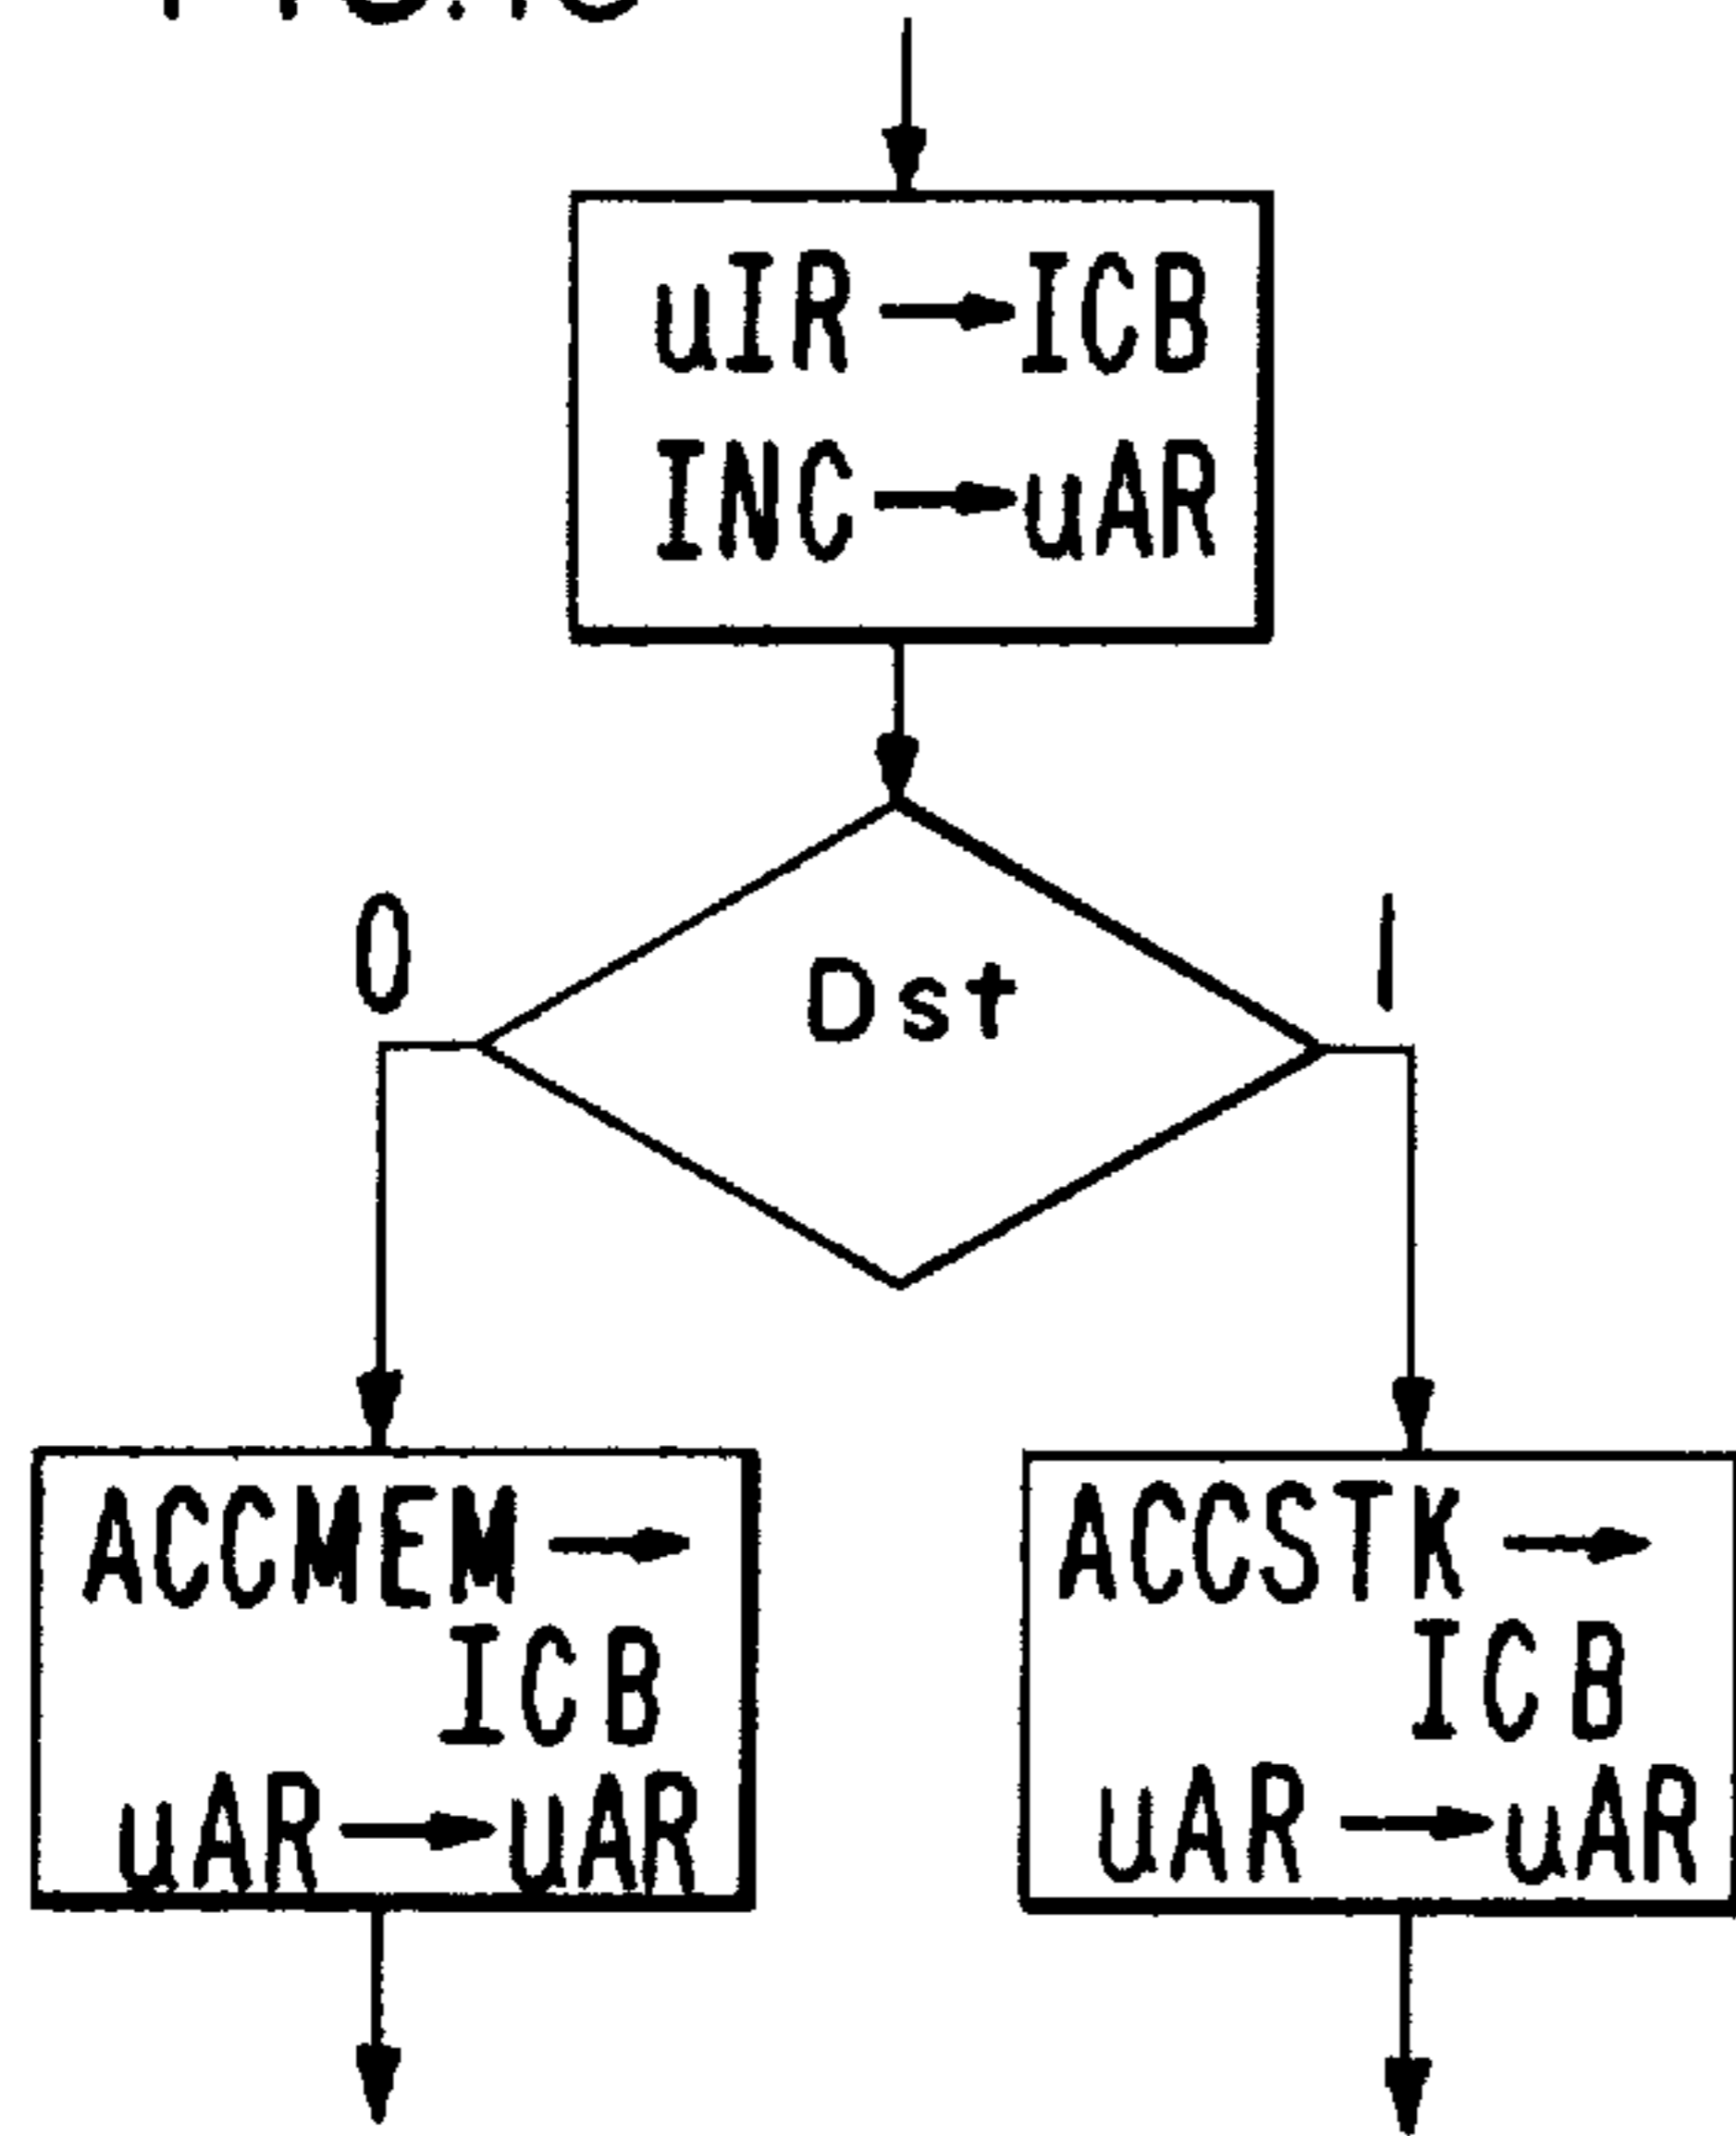 uIR→ICB
INC→uAR
0
Dst
1
ACCMEM→
ICB
uAR→uAR
ACCSTK→
ICB
uAR→uAR